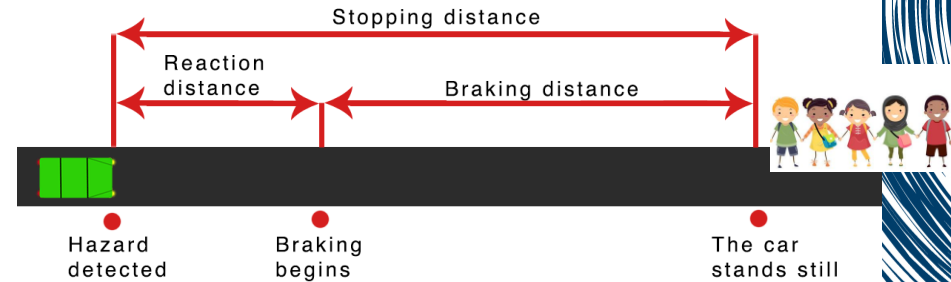 Stopping distance
Reaction
distance
Braking distance
Hazard
detected
Braking
begins
The car
stands still